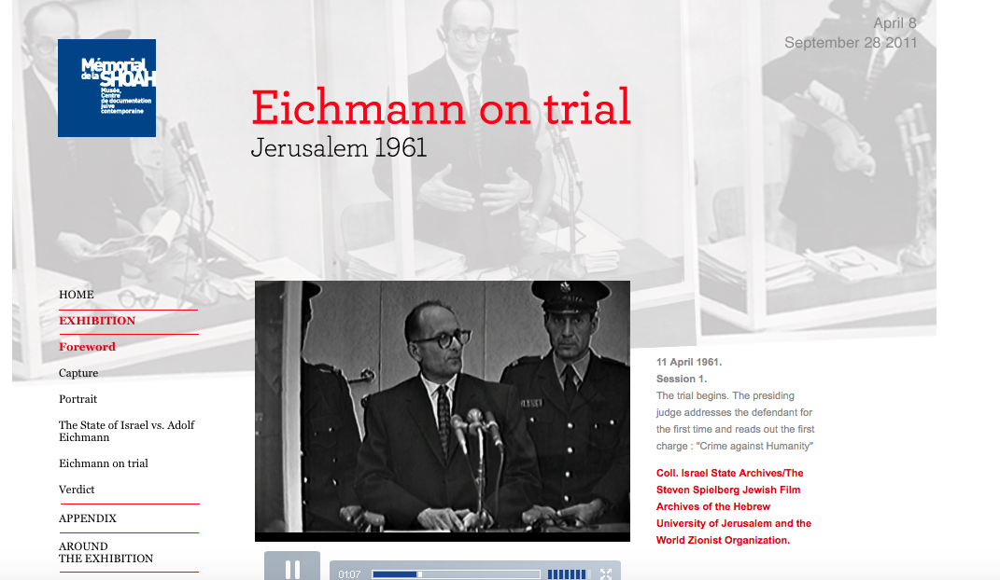 April 8
September 28 2011
Mémorial
de la SHOAH
Musée,
Centre
de documentation
juive
contemporaine
Eichmann on trial
Jerusalem 1961
HOME
EXHIBITION
Foreword
Capture
Portrait
The State of Israel vs. Adolf
Eichmann
Eichmann on trial
Verdict
APPENDIX
AROUND
THE EXHIBITION
11 April 1961.
Session 1.
The trial begins. The presiding
judge addresses the defendant for
the first time and reads out the first
charge : "Crime against Humanity"
Coll. Israel State Archives/The
Steven Spielberg Jewish Film
Archives of the Hebrew
University of Jerusalem and the
World Zionist Organization.
01:07